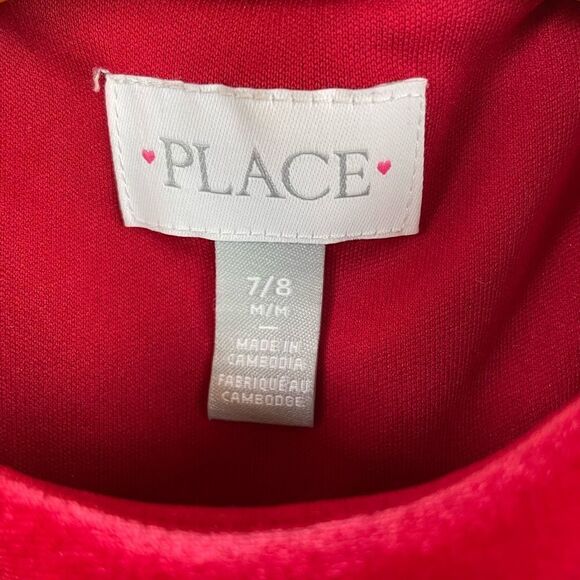 PLACE
7/8
M/M
MADE IN
CAMBODIA
FABRIQUÉ AU
CAMBODGE